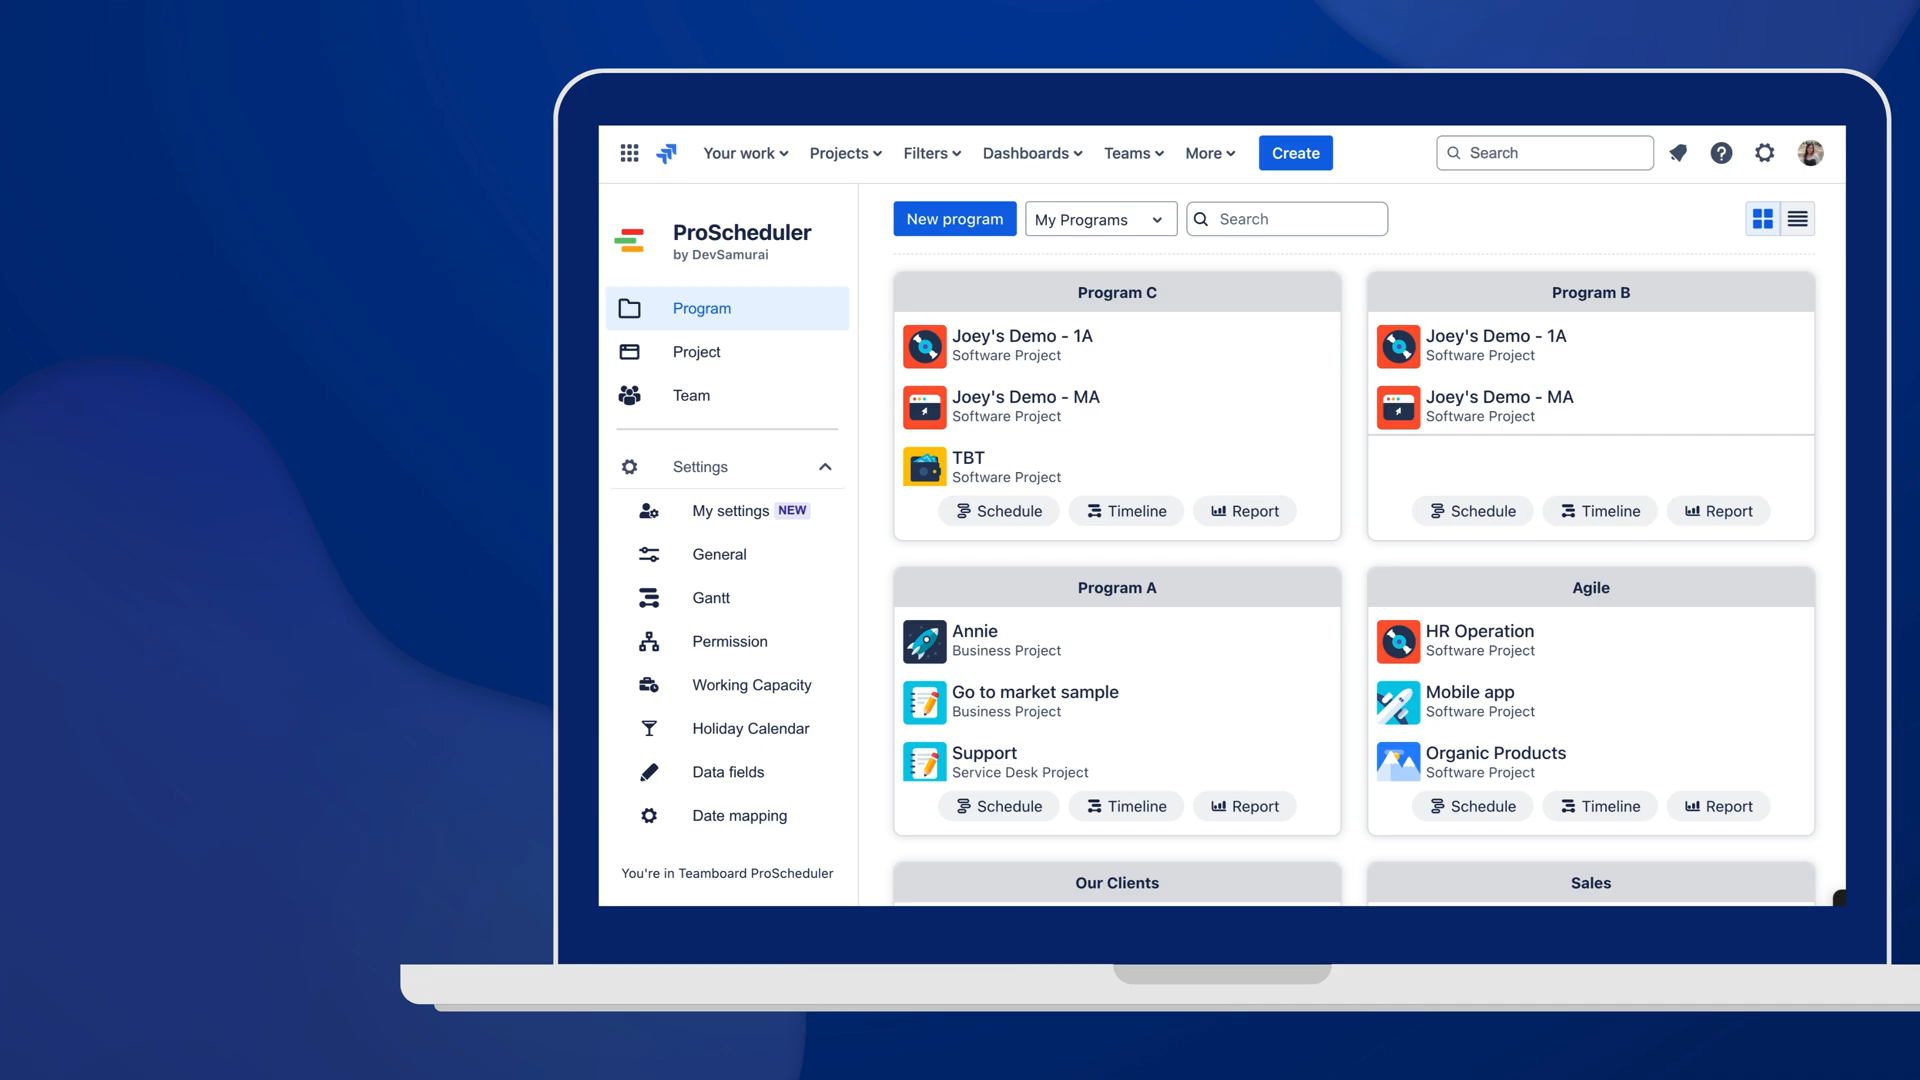 Your work Projects Filters Dashboards Teams More Create Search
ProScheduler
by DevSamurai
Program
Project
Team
Settings
My settings NEW
General
Gantt
Permission
Working Capacity
Holiday Calendar
Data fields
Date mapping
You're in Teamboard ProScheduler
New program My Programs Search
Program C
Joey's Demo - 1A
Software Project
Joey's Demo - MA
Software Project
TBT
Software Project
Schedule Timeline Report
Program B
Joey's Demo - 1A
Software Project
Joey's Demo - MA
Software Project
Schedule Timeline Report
Program A
Annie
Business Project
Go to market sample
Business Project
Support
Service Desk Project
Schedule Timeline Report
Agile
HR Operation
Software Project
Mobile app
Software Project
Organic Products
Software Project
Schedule Timeline Report
Our Clients
Sales